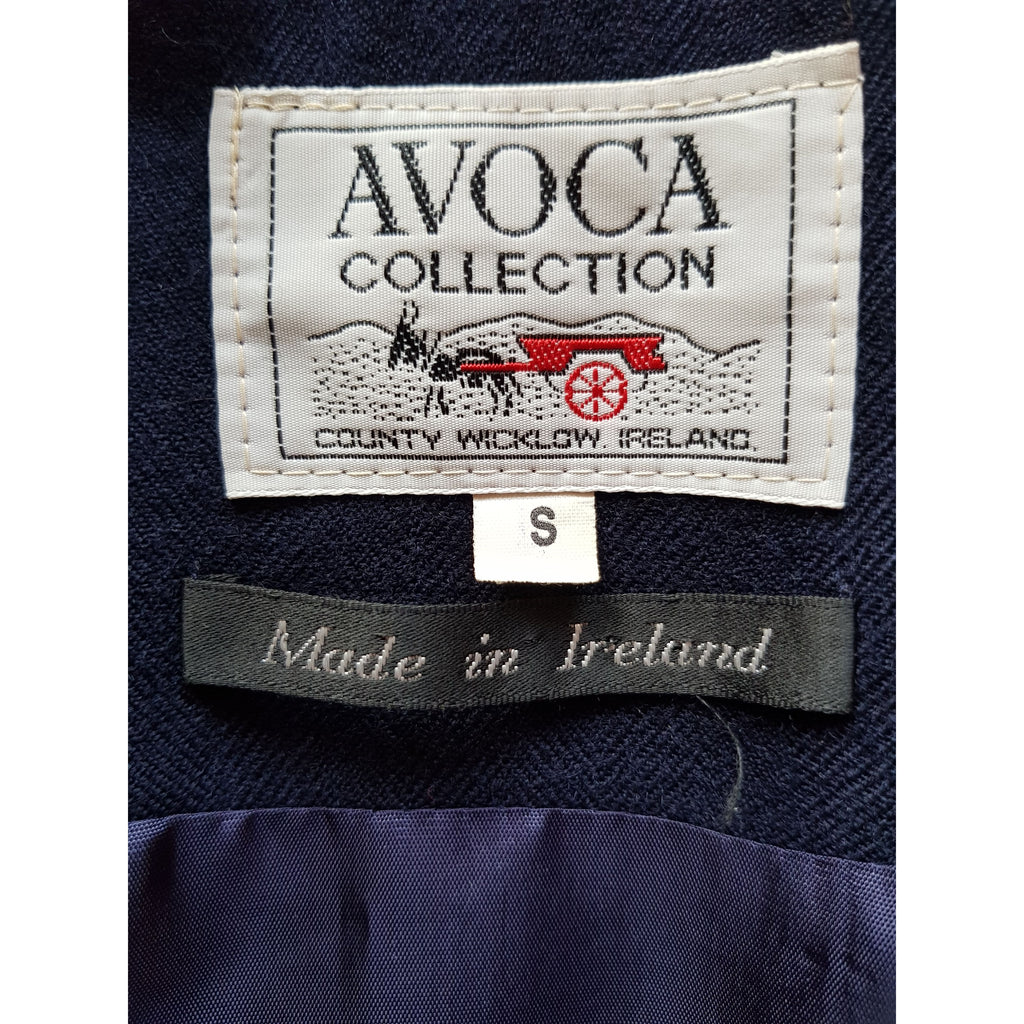 AVOCA
COLLECTION
COUNTY WICKLOW. IRELAND.
S
Made in Ireland